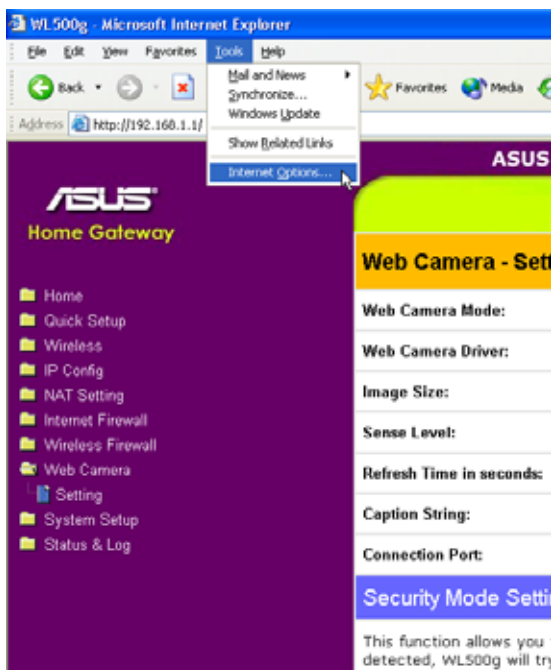 WL500g - Microsoft Internet Explorer
File Edit View Favorites Tools Help
Mail and News
Synchronize...
Windows Update
Show Related Links
Internet Options...
Back
Favorites
Media
Address http://192.168.1.1/
ASUS
ASUS
Home Gateway
Home
Quick Setup
Wireless
IP Config
NAT Setting
Internet Firewall
Wireless Firewall
Web Camera
Setting
System Setup
Status & Log
Web Camera - Sett
Web Camera Mode:
Web Camera Driver:
Image Size:
Sense Level:
Refresh Time in seconds:
Caption String:
Connection Port:
Security Mode Settin
This function allows you
detected, WL500g will try